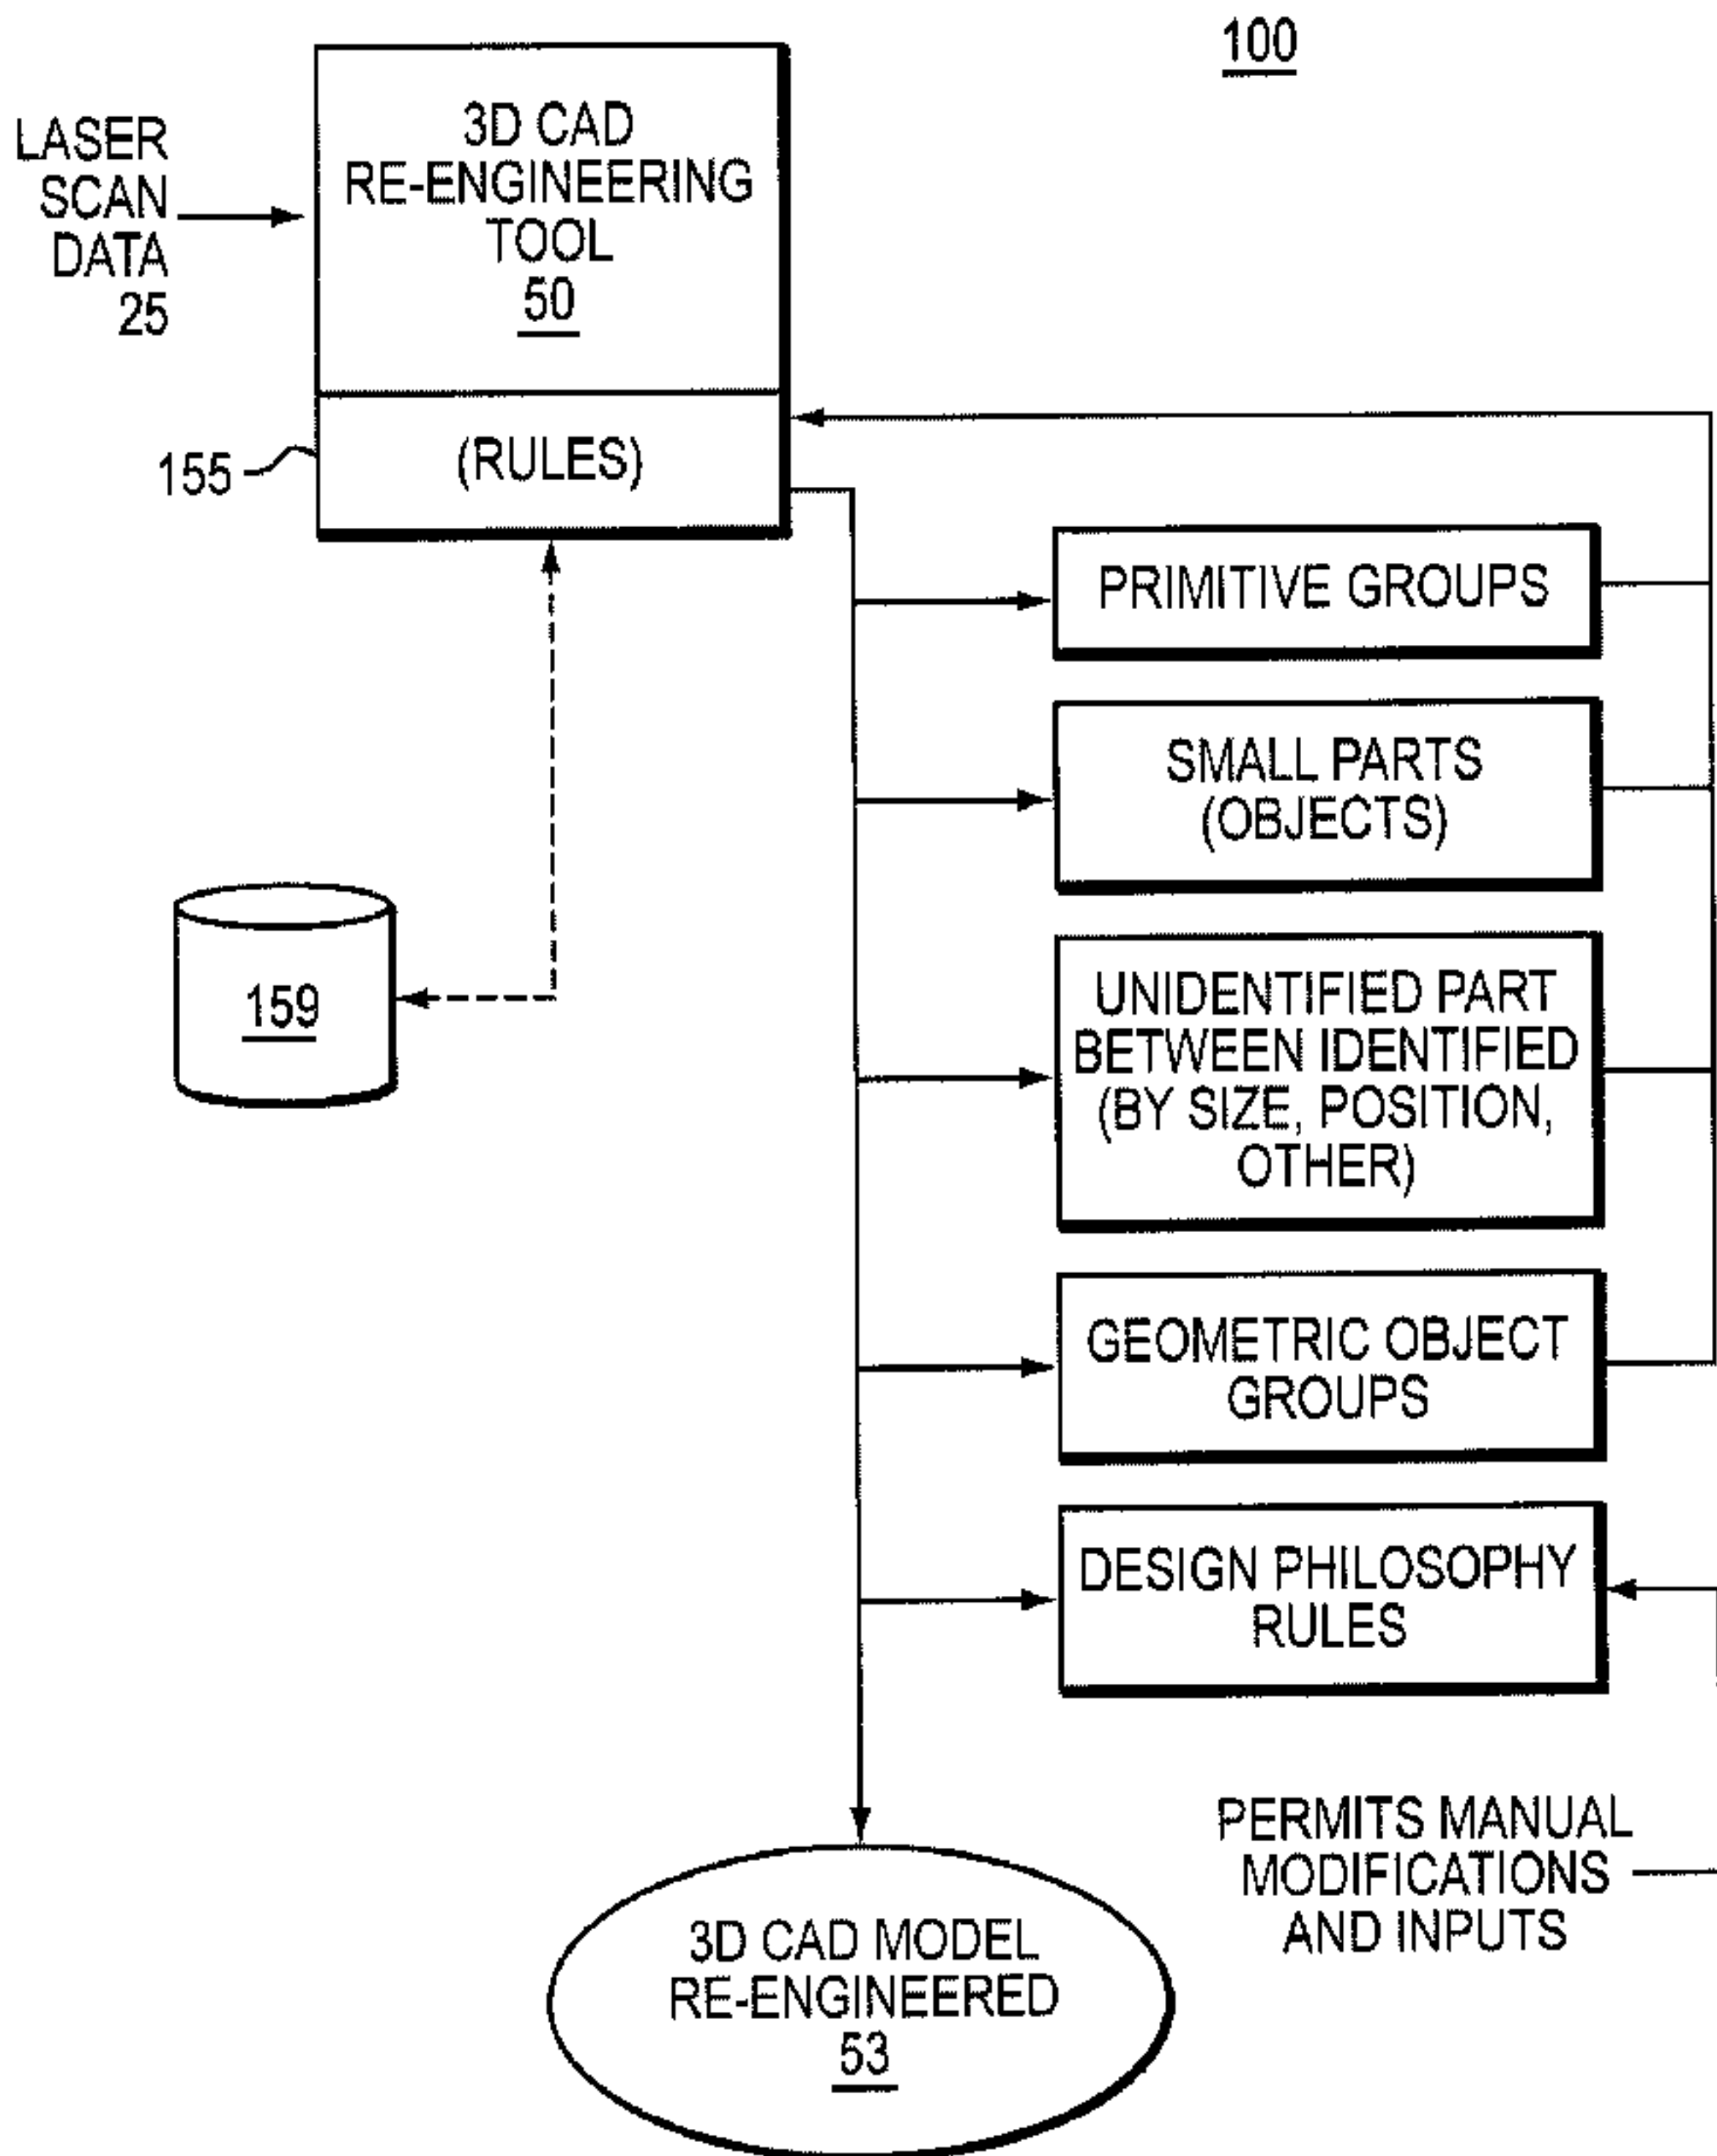 100
LASER
SCAN
DATA
25
3D CAD
RE-ENGINEERING
TOOL
50
155
(RULES)
PRIMITIVE GROUPS
SMALL PARTS
(OBJECTS)
159
UNIDENTIFIED PART
BETWEEN IDENTIFIED
(BY SIZE, POSITION,
OTHER)
GEOMETRIC OBJECT
GROUPS
DESIGN PHILOSOPHY
RULES
PERMITS MANUAL
MODIFICATIONS
AND INPUTS
3D CAD MODEL
RE-ENGINEERED
53